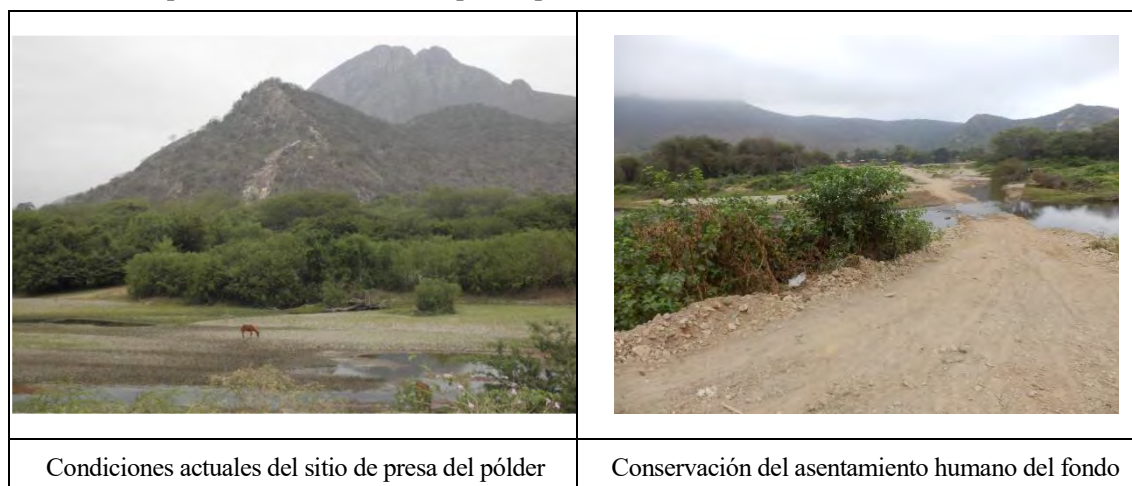 Condiciones actuales del sitio de presa del pólder
Conservación del asentamiento humano del fondo